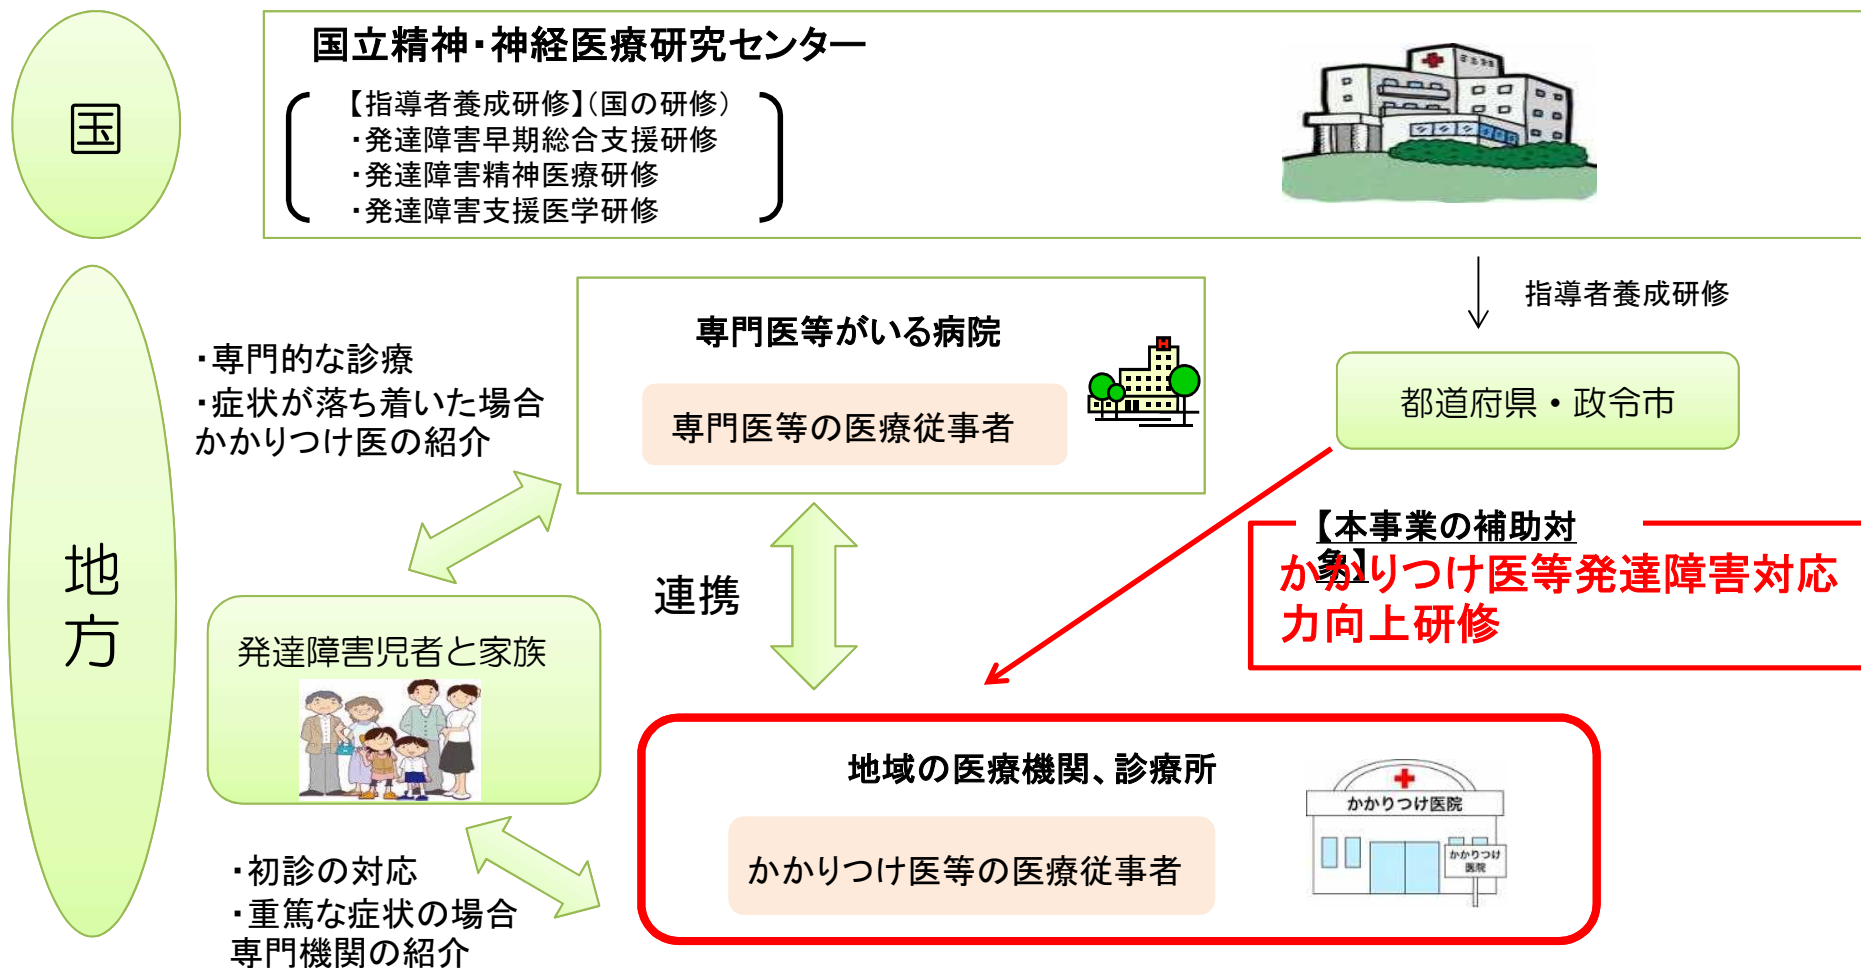 国
国立精神・神経医療研究センター
【指導者養成研修】(国の研修)
・発達障害早期総合支援研修
・発達障害精神医療研修
・発達障害支援医学研修
指導者養成研修
専門医等がいる病院
専門医等の医療従事者
H
都道府県・政令市
・専門的な診療
・症状が落ち着いた場合
かかりつけ医の紹介
地方
連携
【本事業の補助対
象】
かかりつけ医等発達障害対応
力向上研修
発達障害児者と家族
地域の医療機関、診療所
かかりつけ医等の医療従事者
かかりつけ医院
かかりつけ
医院
・初診の対応
・重篤な症状の場合
専門機関の紹介